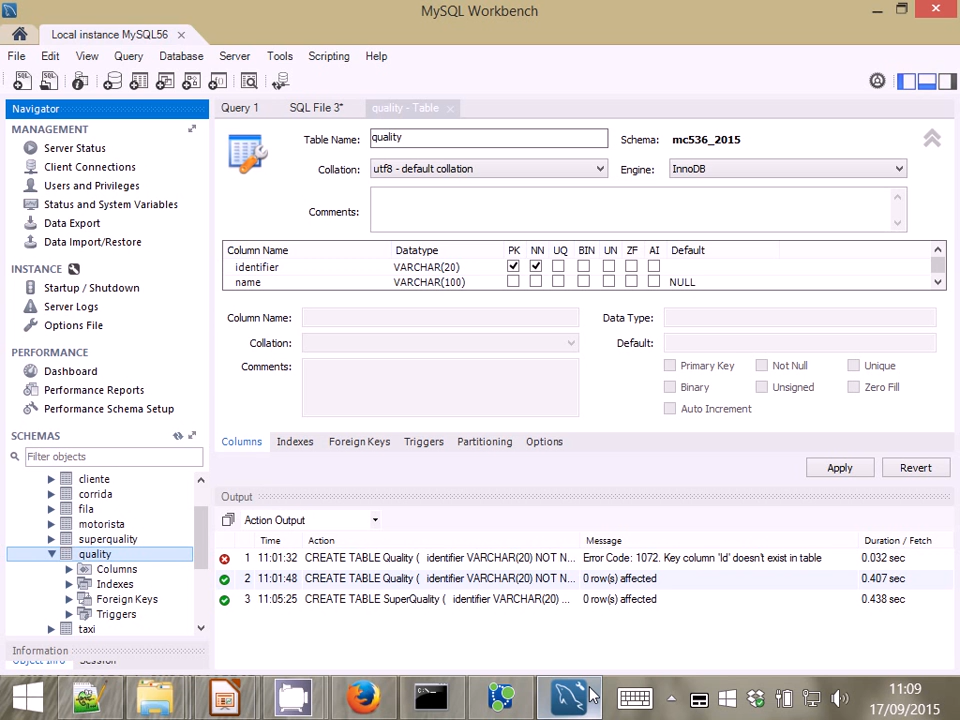 MySQL Workbench
Local instance MySQL56
File Edit View Query Database Server Tools Scripting Help
Navigator
MANAGEMENT
Server Status
Client Connections
Users and Privileges
Status and System Variables
Data Export
Data Import/Restore
INSTANCE
Startup / Shutdown
Server Logs
Options File
PERFORMANCE
Dashboard
Performance Reports
Performance Schema Setup
SCHEMAS
Filter objects
cliente
corrida
fila
motorista
superquality
quality
Columns
Indexes
Foreign Keys
Triggers
taxi
Information
Object Info Session
Query 1 SQL File 3* quality - Table
Table Name: quality Schema: mc536_2015
Collation: utf8 - default collation Engine: InnoDB
Comments:
Column Name Datatype PK NN UQ BIN UN ZF AI Default
identifier VARCHAR(20)
name VARCHAR(100) NULL
Column Name: Data Type:
Collation: Default:
Comments: Primary Key Not Null Unique
Binary Unsigned Zero Fill
Auto Increment
Columns Indexes Foreign Keys Triggers Partitioning Options
Apply Revert
Output
Action Output
Time Action Message Duration / Fetch
1 11:01:32 CREATE TABLE Quality ( identifier VARCHAR(20) NOT N... Error Code: 1072. Key column 'Id' doesn't exist in table 0.032 sec
2 11:01:48 CREATE TABLE Quality ( identifier VARCHAR(20) NOT N... 0 row(s) affected 0.407 sec
3 11:05:25 CREATE TABLE SuperQuality ( identifier VARCHAR(20) ... 0 row(s) affected 0.438 sec
11:09
17/09/2015